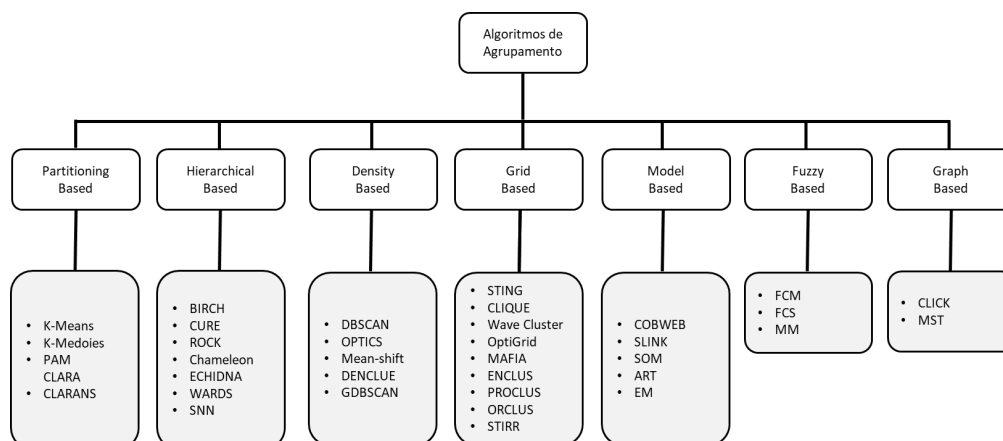 Algoritmos de
Agrupamento
Partitioning
Based
Hierarchical
Based
Density
Based
Grid
Based
Model
Based
Fuzzy
Based
Graph
Based
• K-Means
• K-Medoies
• PAM
CLARA
• CLARANS
• BIRCH
• CURE
• ROCK
• Chameleon
• ECHIDNA
• WARDS
• SNN
• DBSCAN
• OPTICS
• Mean-shift
• DENCLUE
• GDBSCAN
• STING
• CLIQUE
• Wave Cluster
• OptiGrid
• MAFIA
• ENCLUS
• PROCLUS
• ORCLUS
• STIRR
• COBWEB
• SLINK
• SOM
• ART
• EM
• FCM
• FCS
• MM
• CLICK
• MST